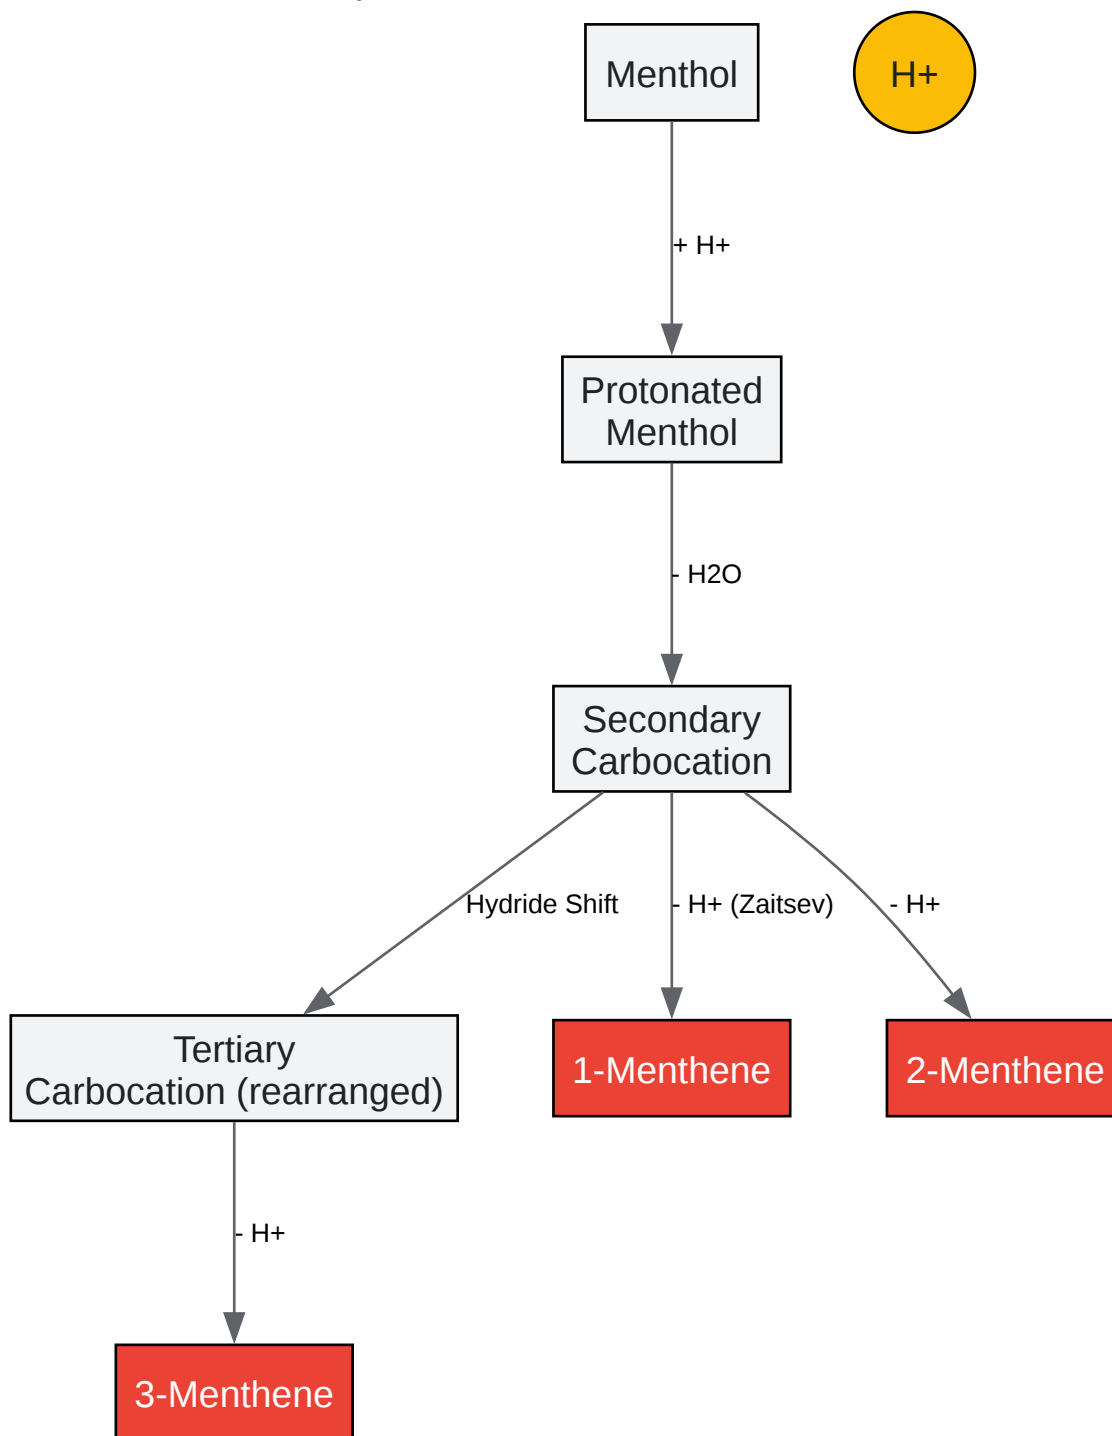 Menthol
H+
+ H+
Protonated
Menthol
- H2O
Secondary
Carbocation
Hydride Shift
- H+ (Zaitsev)
- H+
Tertiary
Carbocation (rearranged)
1-Menthene
2-Menthene
- H+
3-Menthene